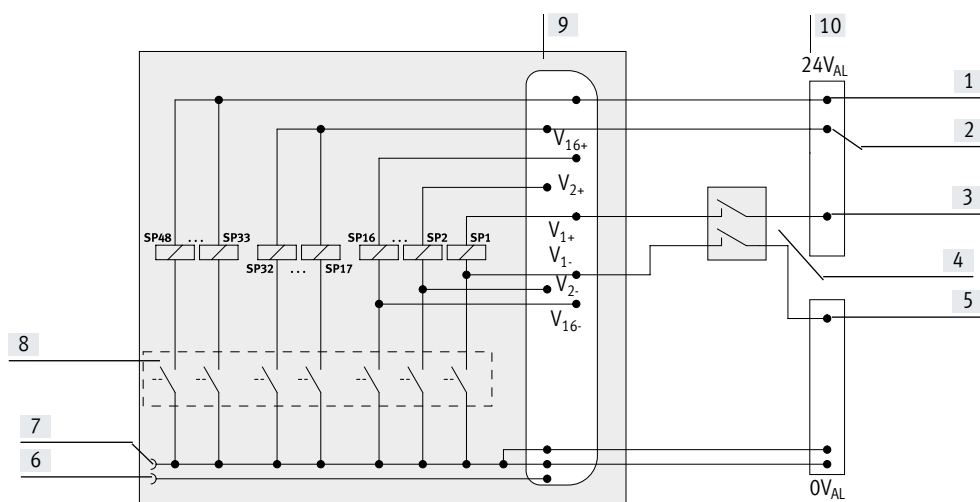 9 10
24VAL
1
2
V16+
V2+
3
V1+
SP48 ... SP33 SP16 ... SP2 SP1
V1-
SP32 ... SP17
4
V2-
5
V16-
8
7
6
0VAL